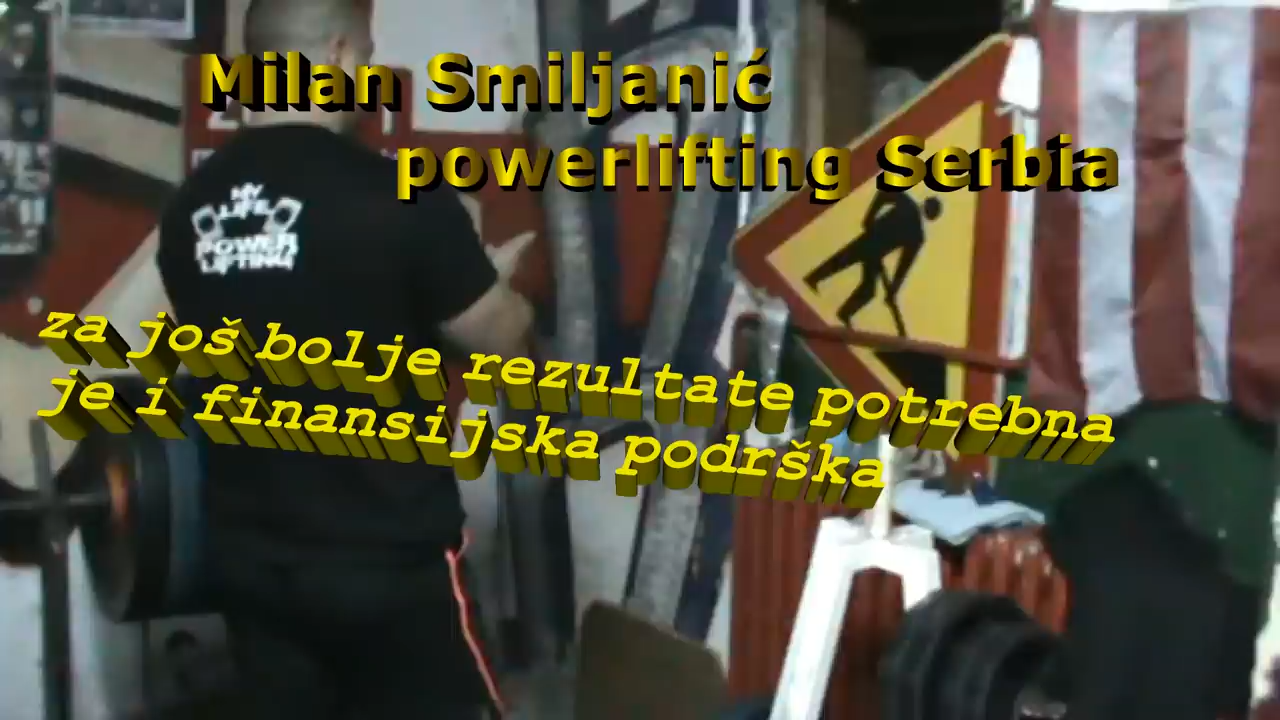 Milan Smiljanić
powerlifting Serbia
MY
LIFE
POWER
LIFTING
za još bolje rezultate potrebna
je i finansijska podrška